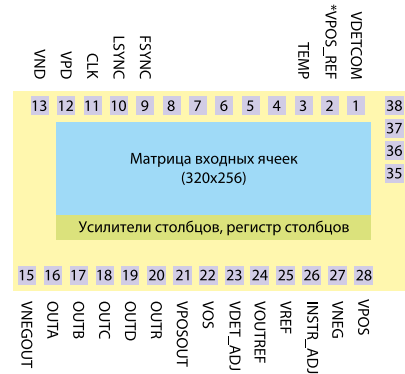 VND VPD CLK LSYNC FSYNC TEMP *VPOS_REF VDETCOM
13 12 11 10 9 8 7 6 5 4 3 2 1 38
37
36
35
Матрица входных ячеек
(320x256)
Усилители столбцов, регистр столбцов
15 16 17 18 19 20 21 22 23 24 25 26 27 28
VNEGOUT OUTA OUTB OUTC OUTD OUTR VPOSOUT VOS VDET_ADJ VOUTREF VREF INSTR_ADJ VNEG VPOS